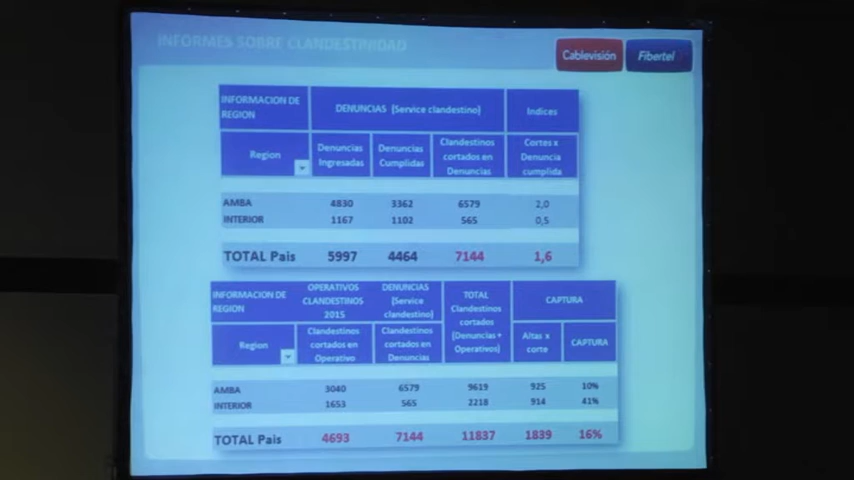 INFORMES SOBRE CLANDESTINIDAD
Cablevisión Fibertel
INFORMACION DE REGION DENUNCIAS (Service clandestino) Indices
Region Denuncias Ingresadas Denuncias Cumplidas Clandestinos cortados en Denuncias Cortes x Denuncia cumplida
AMBA 4830 3362 6579 2,0
INTERIOR 1167 1102 565 0,5
TOTAL Pais 5997 4464 7144 1,6
INFORMACION DE REGION OPERATIVOS CLANDESTINOS 2015 DENUNCIAS (Service clandestino) TOTAL Clandestinos cortados (Denuncias + Operativos) CAPTURA
Region Clandestinos cortados en Operativo Clandestinos cortados en Denuncias Altas x corte CAPTURA
AMBA 3040 6579 9619 925 10%
INTERIOR 1653 565 2218 914 41%
TOTAL Pais 4693 7144 11837 1839 16%